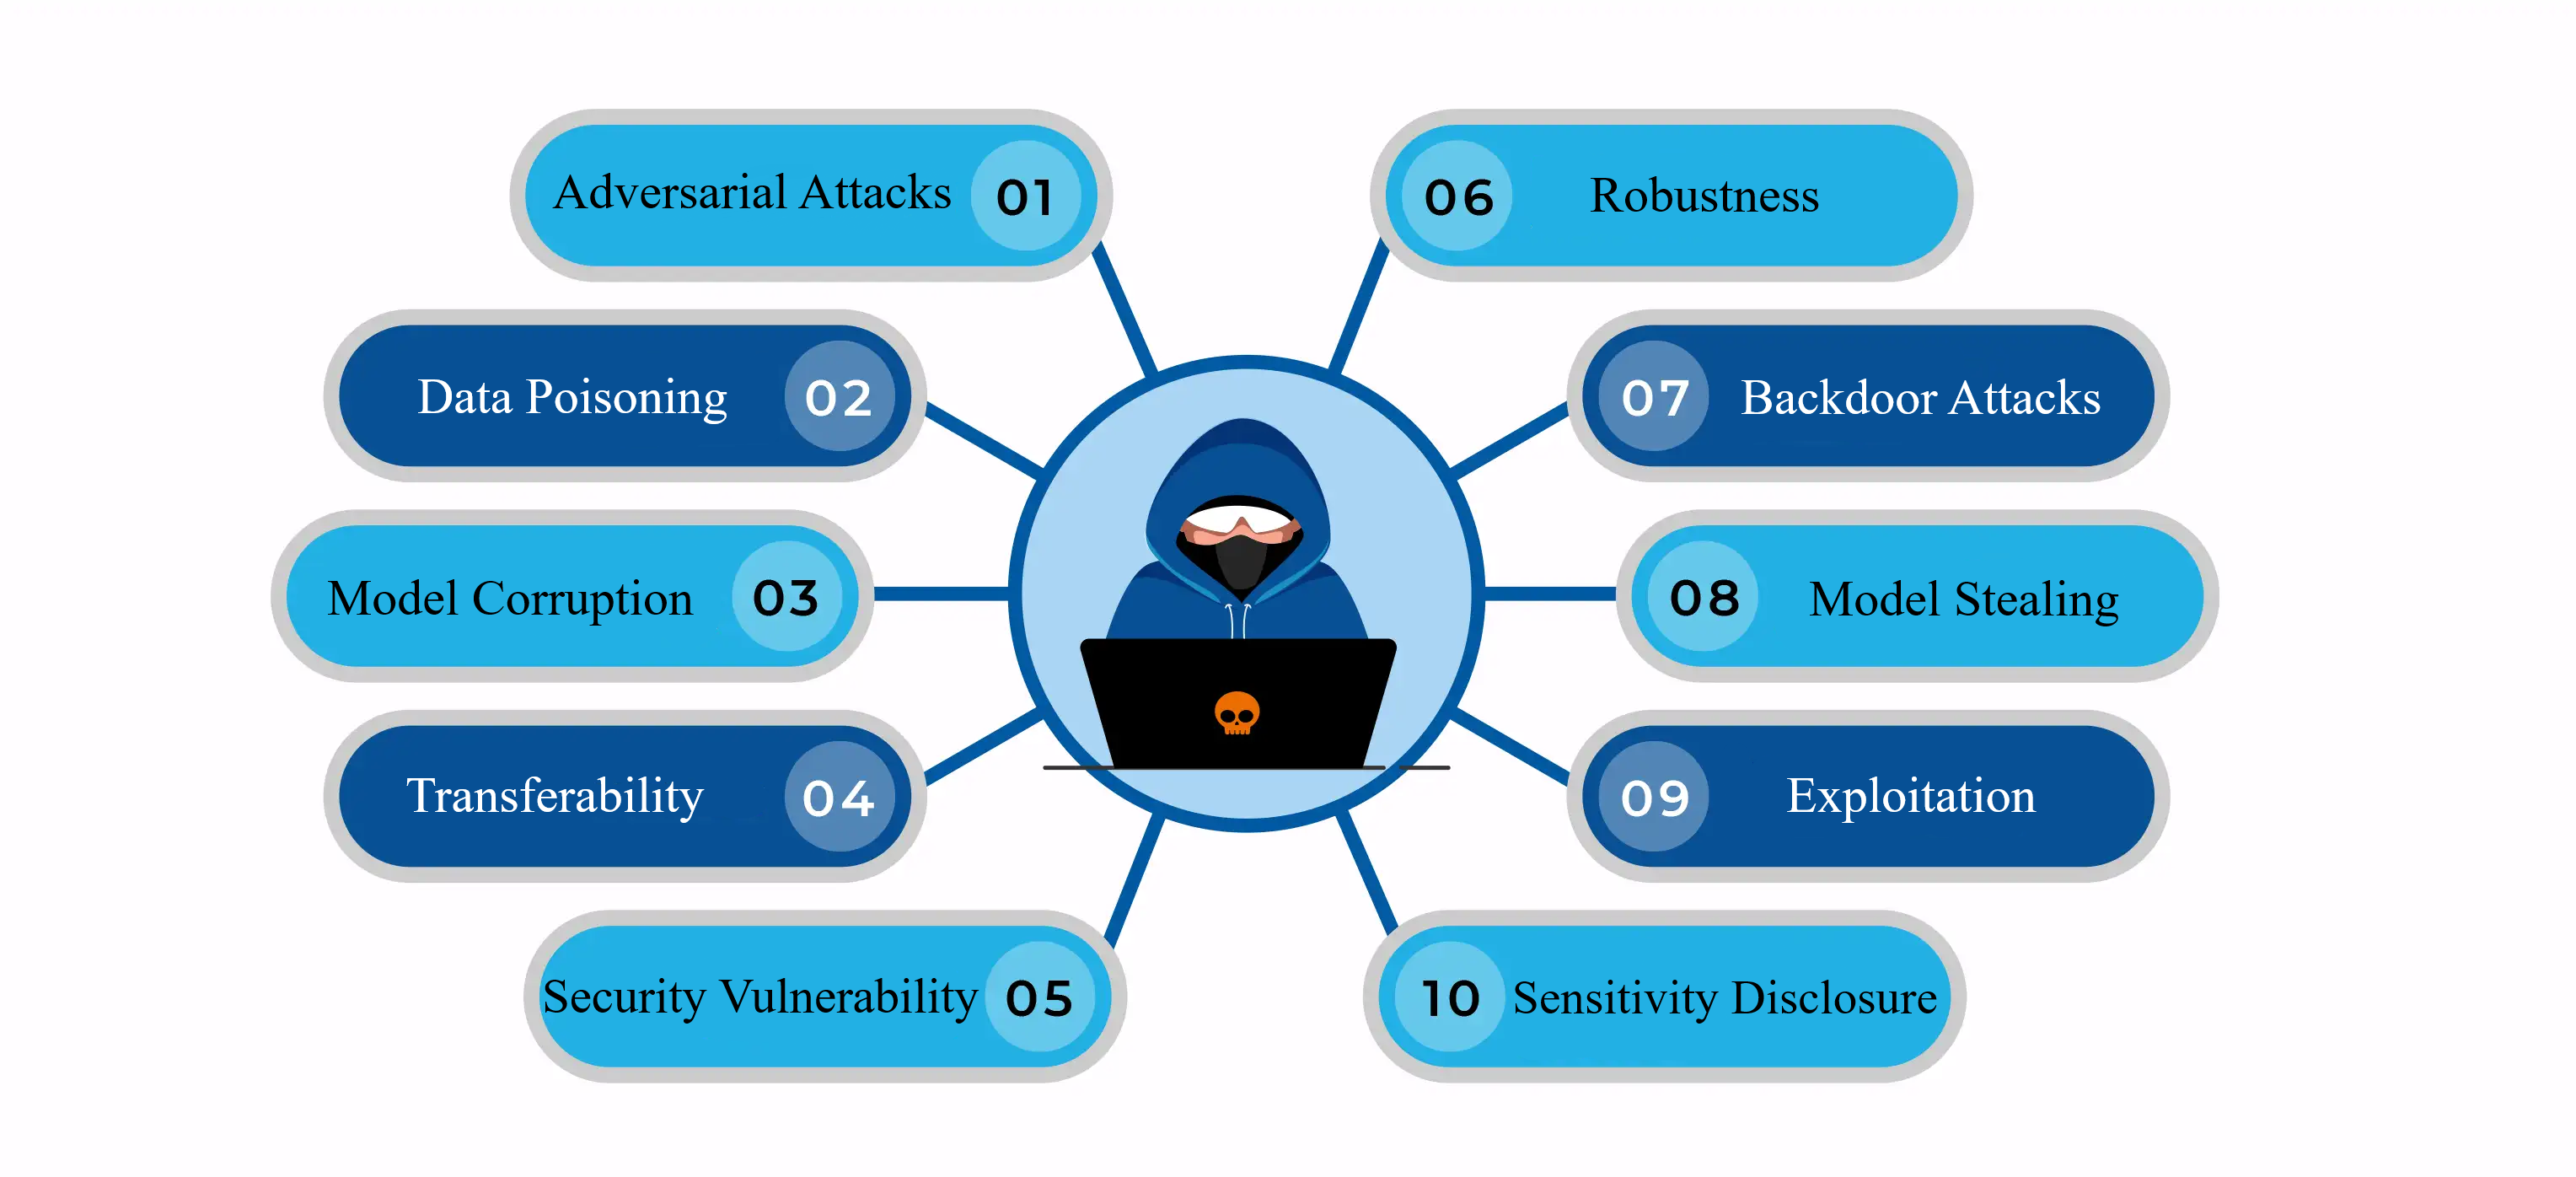 Adversarial Attacks 01
Data Poisoning 02
Model Corruption 03
Transferability 04
Security Vulnerability 05
06 Robustness
07 Backdoor Attacks
08 Model Stealing
09 Exploitation
10 Sensitivity Disclosure